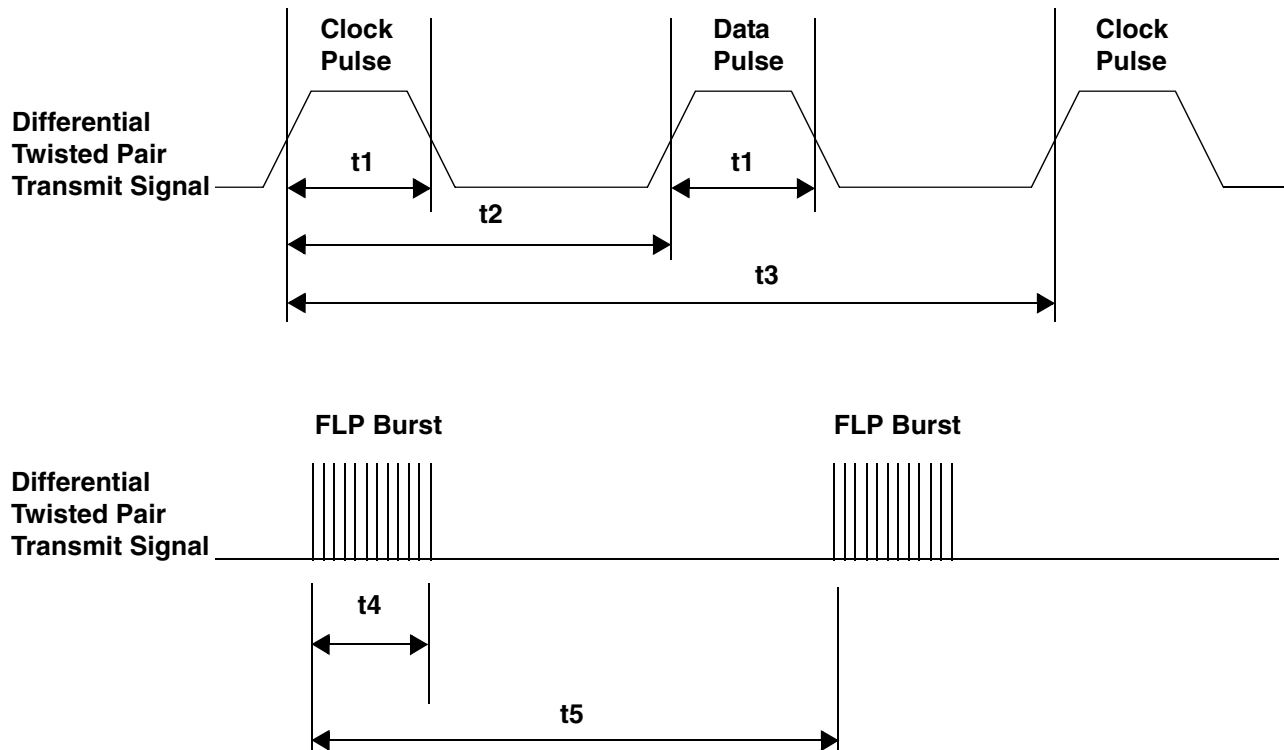 Clock
Pulse
Data
Pulse
Clock
Pulse
Differential
Twisted Pair
Transmit Signal
t1
t1
t2
t3
FLP Burst
FLP Burst
Differential
Twisted Pair
Transmit Signal
t4
t5